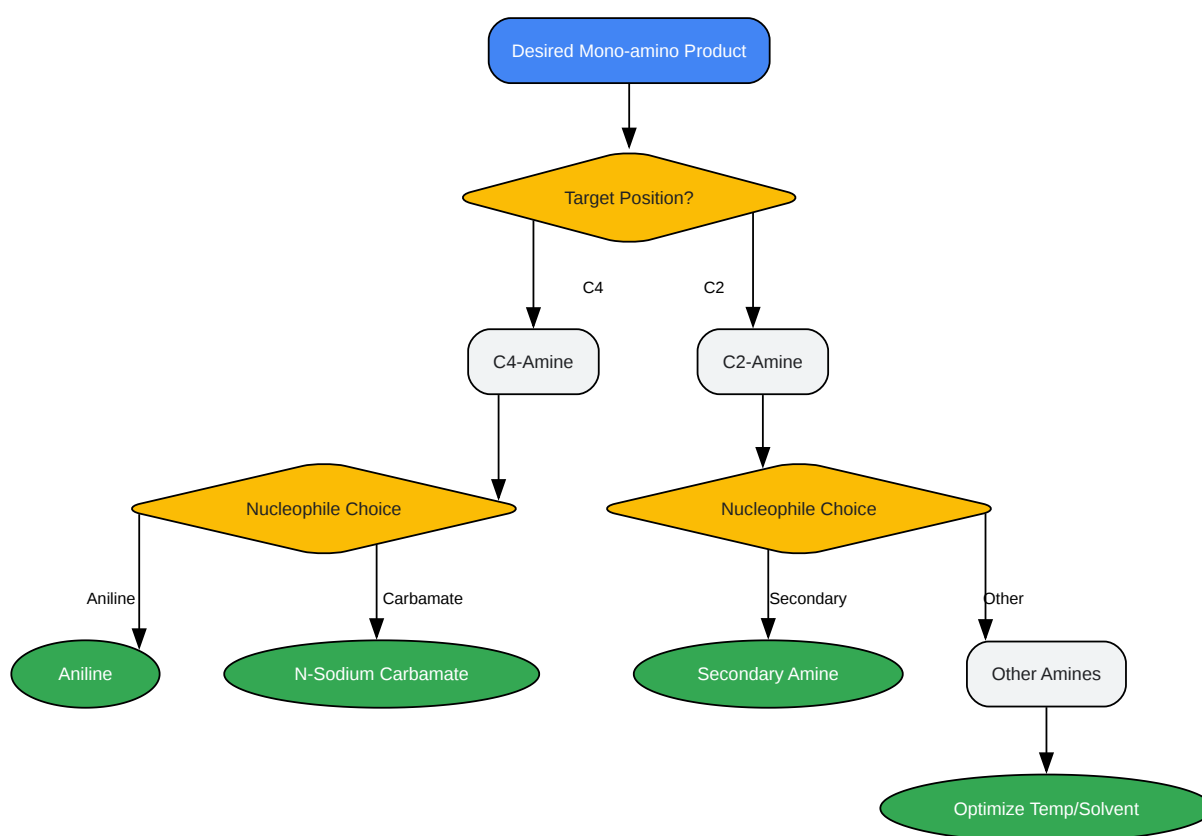 Desired Mono-amino Product
Target Position?
C4
C2
C4-Amine
C2-Amine
Nucleophile Choice
Nucleophile Choice
Aniline
Carbamate
Secondary
Other
Aniline
N-Sodium Carbamate
Secondary Amine
Other Amines
Optimize Temp/Solvent